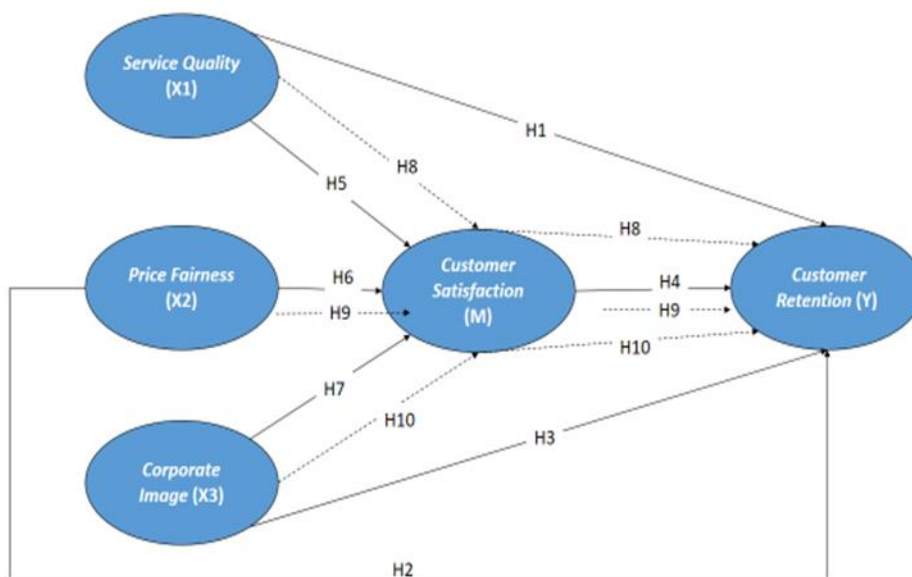 Service Quality
(X1)
H1
H8
H5
H8
Price Fairness
(X2)
H6
H9
Customer
Satisfaction
(M)
H4
H9
H10
Customer
Retention (Y)
H7
H10
H3
Corporate
Image (X3)
H2